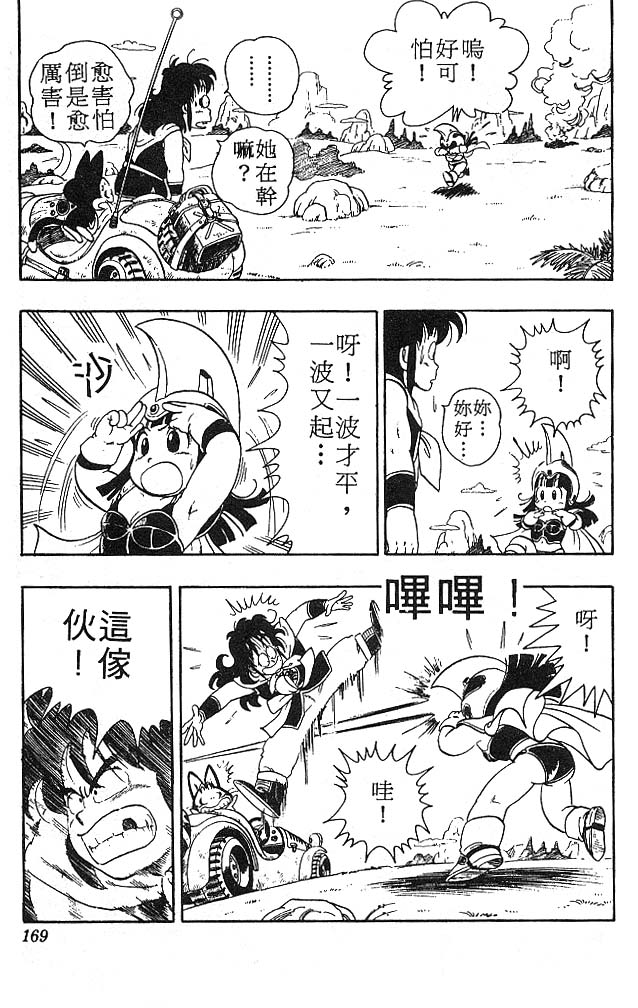 嗚！
好可
怕！
……
……
她在幹
嘛？
愈害怕
倒是愈
厲害！
啊！
妳…
妳好…
呀！一波才平，
一波又起…
沙
呀！
嗶嗶！
哇！
這傢
伙！
169